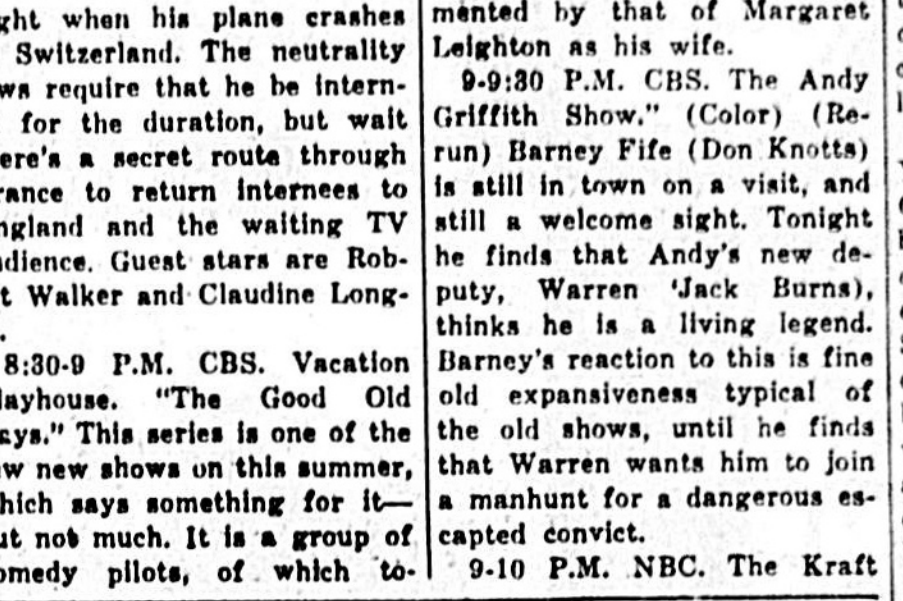 ght when his plane crashes
Switzerland. The neutrality
ws require that he be intern-
for the duration, but wait
ere's a secret route through
rance to return internees to
ngland and the waiting TV
udience. Guest stars are Rob-
t Walker and Claudine Long-
.
8:30-9 P.M. CBS. Vacation
layhouse. "The Good Old
ays." This series is one of the
w new shows on this summer,
hich says something for it—
ut not much. It is a group of
omedy pilots, of which to-
mented by that of Margaret
Leighton as his wife.
9-9:30 P.M. CBS. The Andy
Griffith Show." (Color) (Re-
run) Barney Fife (Don Knotts)
is still in town on a visit, and
still a welcome sight. Tonight
he finds that Andy's new de-
puty, Warren 'Jack Burns),
thinks he is a living legend.
Barney's reaction to this is fine
old expansiveness typical of
the old shows, until he finds
that Warren wants him to join
a manhunt for a dangerous es-
capted convict.
9-10 P.M. NBC. The Kraft